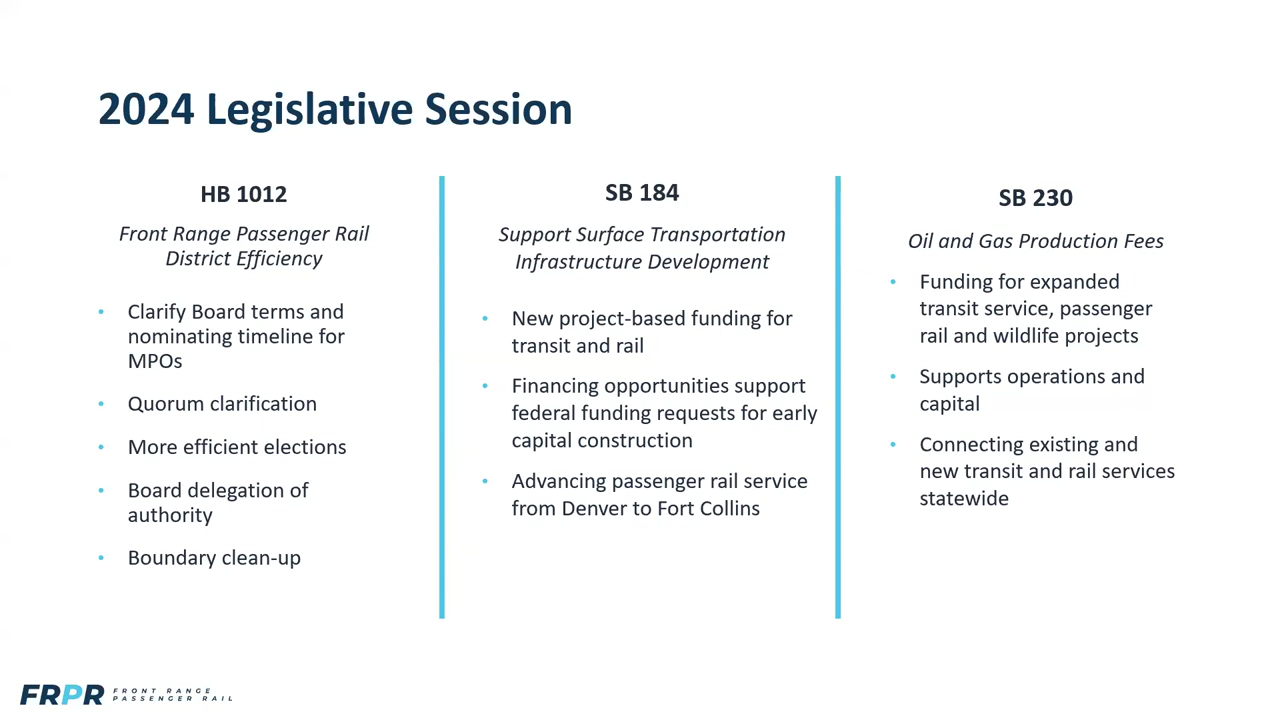 2024 Legislative Session
HB 1012
Front Range Passenger Rail
District Efficiency
• Clarify Board terms and
nominating timeline for
MPOs
• Quorum clarification
• More efficient elections
• Board delegation of
authority
• Boundary clean-up
SB 184
Support Surface Transportation
Infrastructure Development
• New project-based funding for
transit and rail
• Financing opportunities support
federal funding requests for early
capital construction
• Advancing passenger rail service
from Denver to Fort Collins
SB 230
Oil and Gas Production Fees
• Funding for expanded
transit service, passenger
rail and wildlife projects
• Supports operations and
capital
• Connecting existing and
new transit and rail services
statewide
FRPR
FRONT RANGE
PASSENGER RAIL